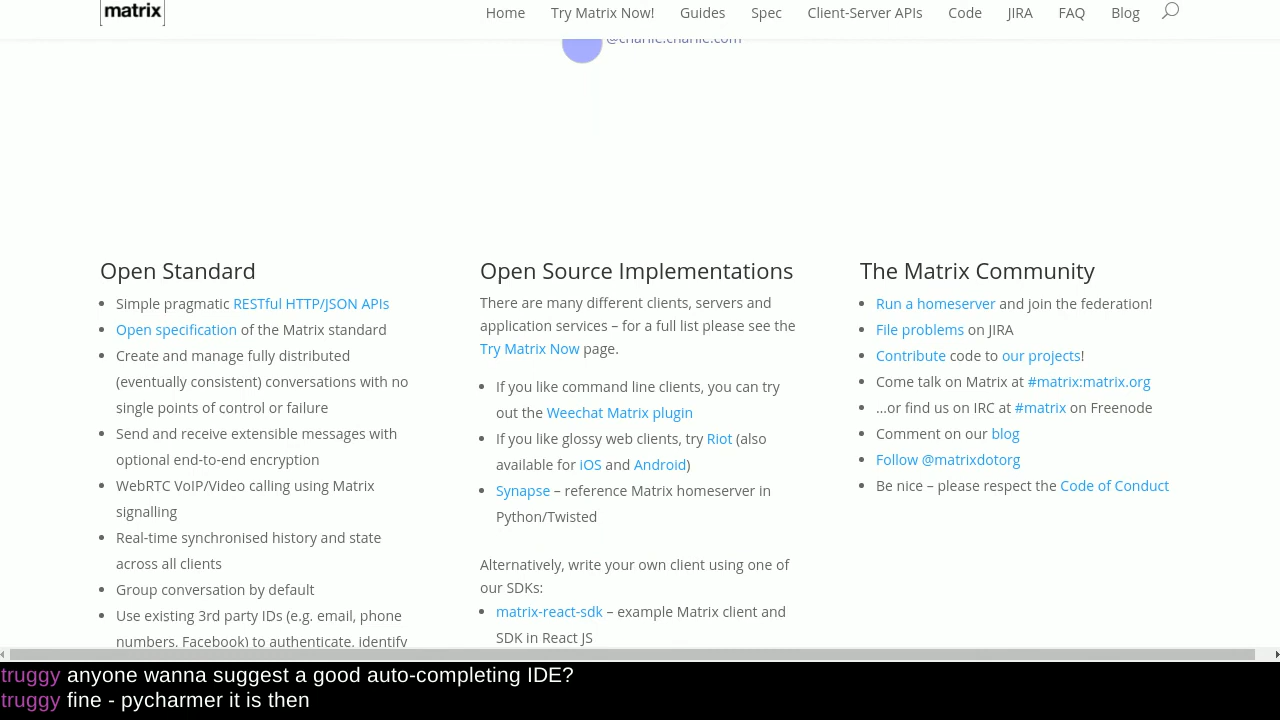 matrix
Home Try Matrix Now! Guides Spec Client-Server APIs Code JIRA FAQ Blog
@charlie:charlie.com
Open Standard
Simple pragmatic RESTful HTTP/JSON APIs
Open specification of the Matrix standard
Create and manage fully distributed
(eventually consistent) conversations with no
single points of control or failure
Send and receive extensible messages with
optional end-to-end encryption
WebRTC VoIP/Video calling using Matrix
signalling
Real-time synchronised history and state
across all clients
Group conversation by default
Use existing 3rd party IDs (e.g. email, phone
numbers, Facebook) to authenticate, identify
Open Source Implementations
There are many different clients, servers and
application services – for a full list please see the
Try Matrix Now page.
If you like command line clients, you can try
out the Weechat Matrix plugin
If you like glossy web clients, try Riot (also
available for iOS and Android)
Synapse – reference Matrix homeserver in
Python/Twisted
Alternatively, write your own client using one of
our SDKs:
matrix-react-sdk – example Matrix client and
SDK in React JS
The Matrix Community
Run a homeserver and join the federation!
File problems on JIRA
Contribute code to our projects!
Come talk on Matrix at #matrix:matrix.org
…or find us on IRC at #matrix on Freenode
Comment on our blog
Follow @matrixdotorg
Be nice – please respect the Code of Conduct
truggy anyone wanna suggest a good auto-completing IDE?
truggy fine - pycharmer it is then